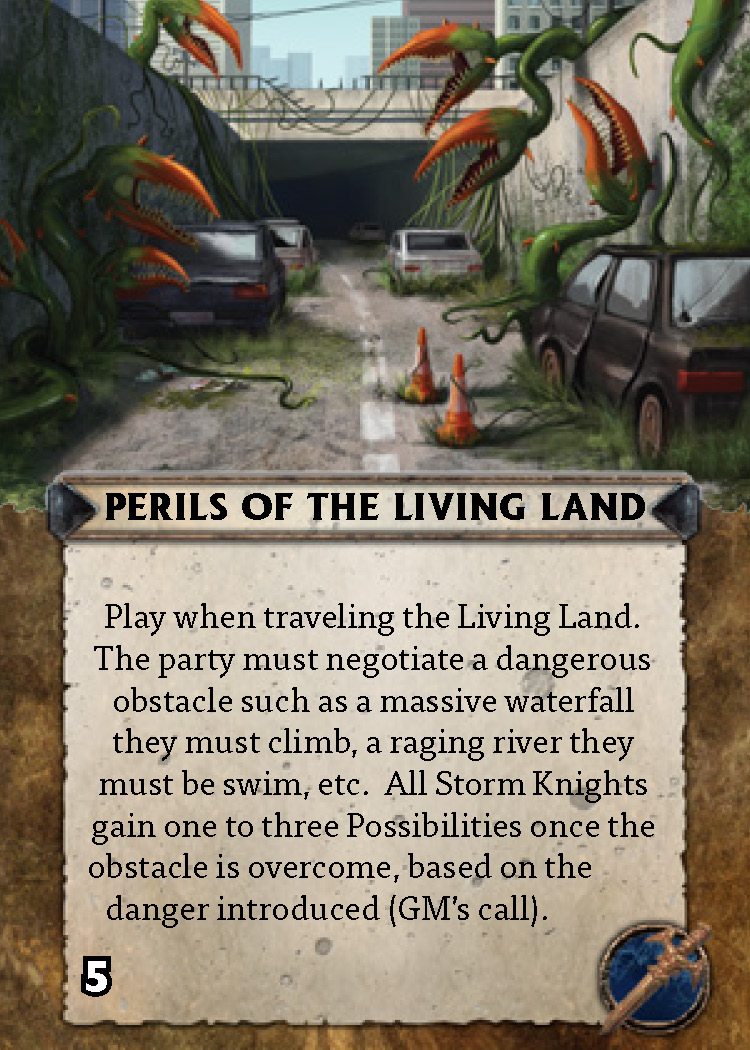 PERILS OF THE LIVING LAND
Play when traveling the Living Land.
The party must negotiate a dangerous
obstacle such as a massive waterfall
they must climb, a raging river they
must be swim, etc.  All Storm Knights
gain one to three Possibilities once the
obstacle is overcome, based on the
danger introduced (GM's call).
5